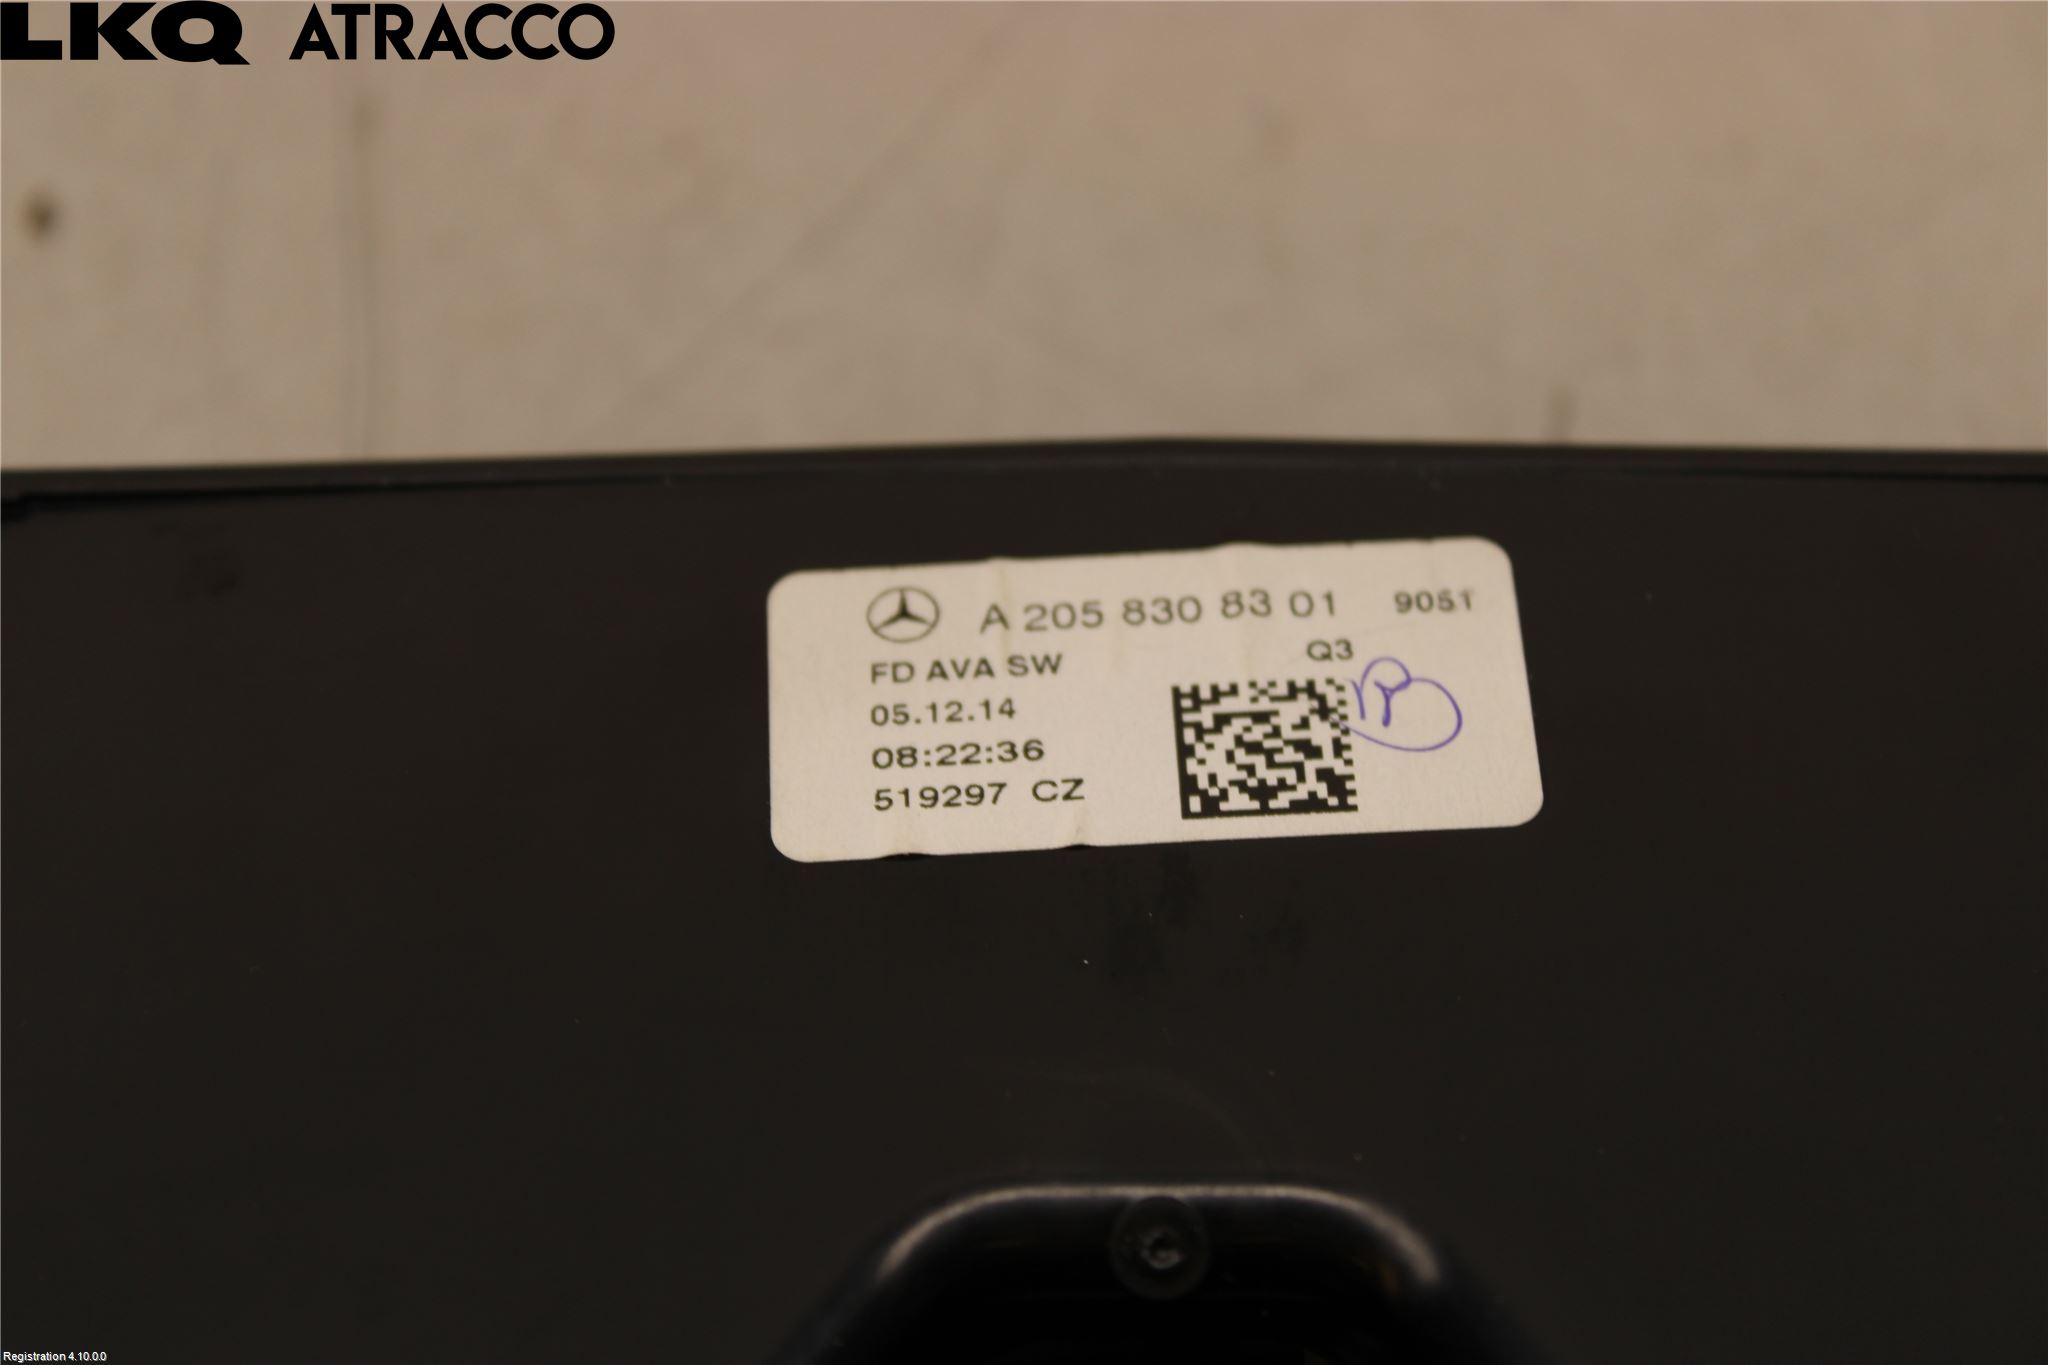 LKQ ATRACCO
A 205 830 83 01 9051
Q3
FD AVA SW
05.12.14
08:22:36
519297 CZ
Registration 4.10.0.0